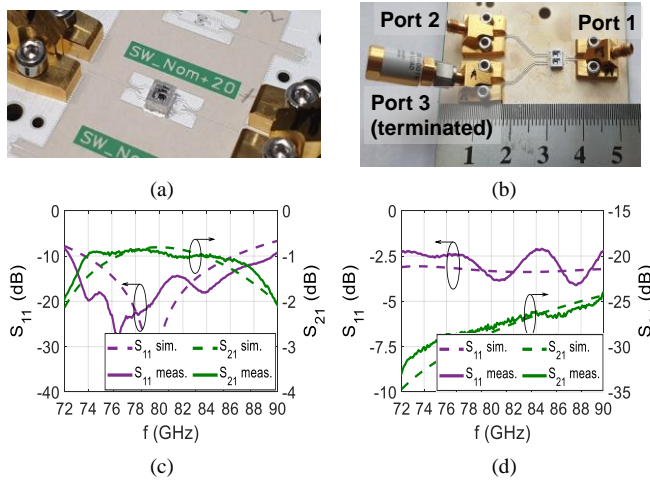 SW_Nom+20
SW_No
Port 2
Port 1
Port 3
(terminated)
1 2 3 4 5
(a)
(b)
0
-10
-20
-30
-40
S11 (dB)
0
-1
-2
-3
-4
S21 (dB)
S11 sim.
S21 sim.
S11 meas.
S21 meas.
72 74 76 78 80 82 84 86 88 90
f (GHz)
(c)
0
-2.5
-5
-7.5
-10
S11 (dB)
-15
-20
-25
-30
-35
(dB)
S11 sim.
S21 sim.
S11 meas.
S21 meas.
72 74 76 78 80 82 84 86 88 90
f (GHz)
(d)